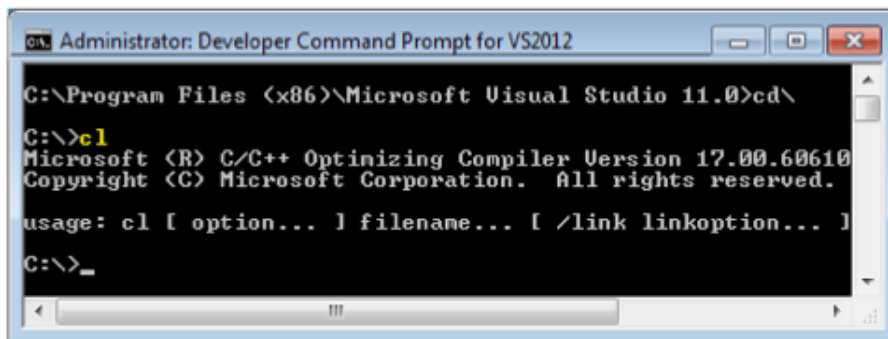 Administrator: Developer Command Prompt for VS2012
C:\Program Files (x86)\Microsoft Visual Studio 11.0>cd\
C:\>cl
Microsoft (R) C/C++ Optimizing Compiler Version 17.00.60610
Copyright (C) Microsoft Corporation.  All rights reserved.
usage: cl [ option... ] filename... [ /link linkoption... ]
C:\>_